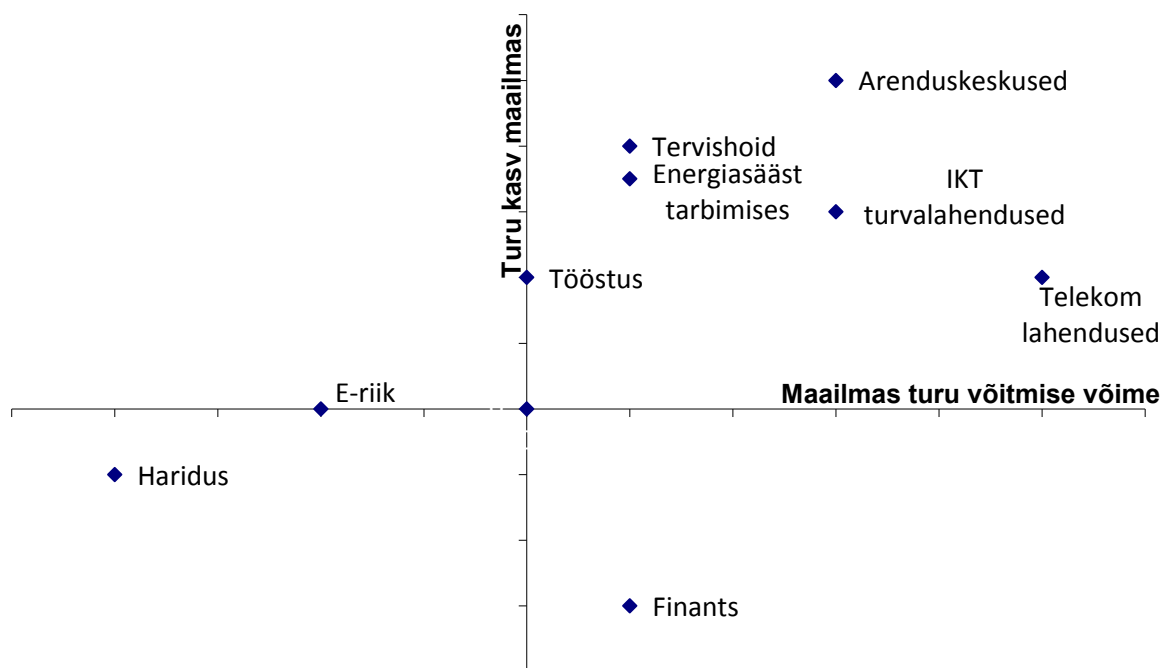 Turu kasv maailmas
Arenduskeskused
Tervishoid
Energiasääst
tarbimises
IKT
turvalahendused
Tööstus
Telekom
lahendused
E-riik
Maailmas turu võitmise võime
Haridus
Finants